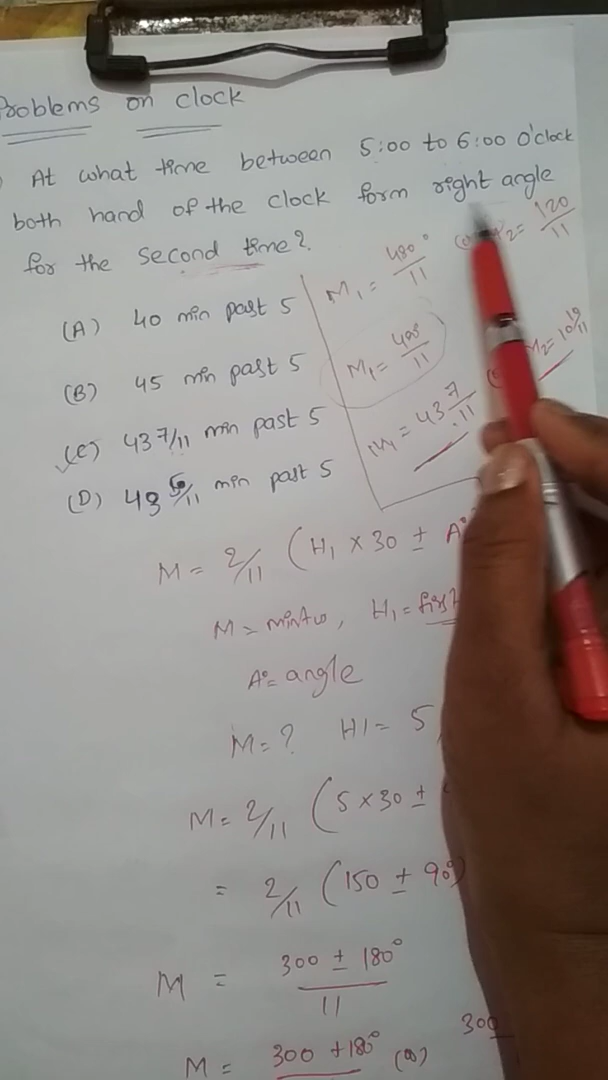 Problems on clock
At what time between 5:00 to 6:00 O'clock
both hand of the clock form right angle
for the second time?
(A) 40 min past 5
(B) 45 min past 5
(C) 43 7/11 min past 5
(D) 43 5/11 min past 5
M₁ = 480°/11 (or) M₂ = 120/11
M₁ = 480/11
M₁ = 43 7/11 M₂ = 10 10/11
M = 2/11 (H₁ × 30 ± A°
M = mintus, H₁ = first
A° = angle
M = ? H1 = 5,
M = 2/11 (5 × 30 ±
= 2/11 (150 ± 90°)
M = 300 ± 180°/11
M = 300 + 180° (or) 300